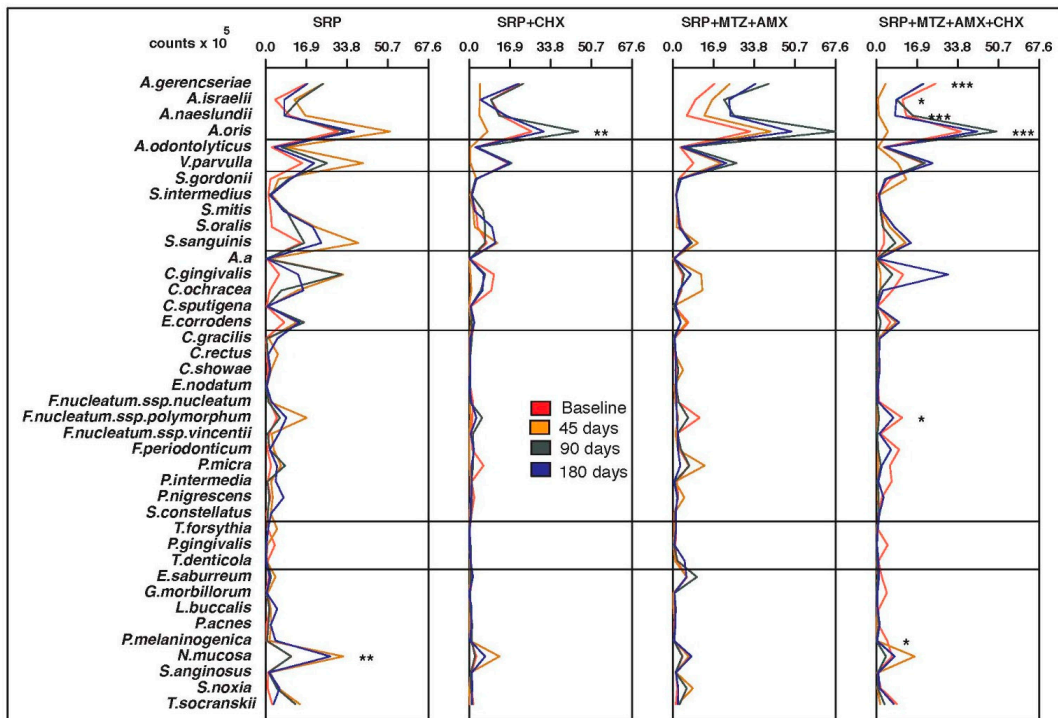 SRP SRP+CHX SRP+MTZ+AMX SRP+MTZ+AMX+CHX
counts x 10⁵
0.0 16.9 33.8 50.7 67.6 0.0 16.9 33.8 50.7 67.6 0.0 16.9 33.8 50.7 67.6 0.0 16.9 33.8 50.7 67.6
A.gerencseriae ***
A.israelii *
A.naeslundii ***
A.oris ** ***
A.odontolyticus
V.parvulla
S.gordonii
S.intermedius
S.mitis
S.oralis
S.sanguinis
A.a
C.gingivalis
C.ochracea
C.sputigena
E.corrodens
C.gracilis
C.rectus
C.showae
E.nodatum
F.nucleatum.ssp.nucleatum
F.nucleatum.ssp.polymorphum *
F.nucleatum.ssp.vincentii
F.periodonticum
P.micra
P.intermedia
P.nigrescens
S.constellatus
T.forsythia
P.gingivalis
T.denticola
E.saburreum
G.morbillorum
L.buccalis
P.acnes
P.melaninogenica *
N.mucosa **
S.anginosus
S.noxia
T.socranskii
Baseline
45 days
90 days
180 days